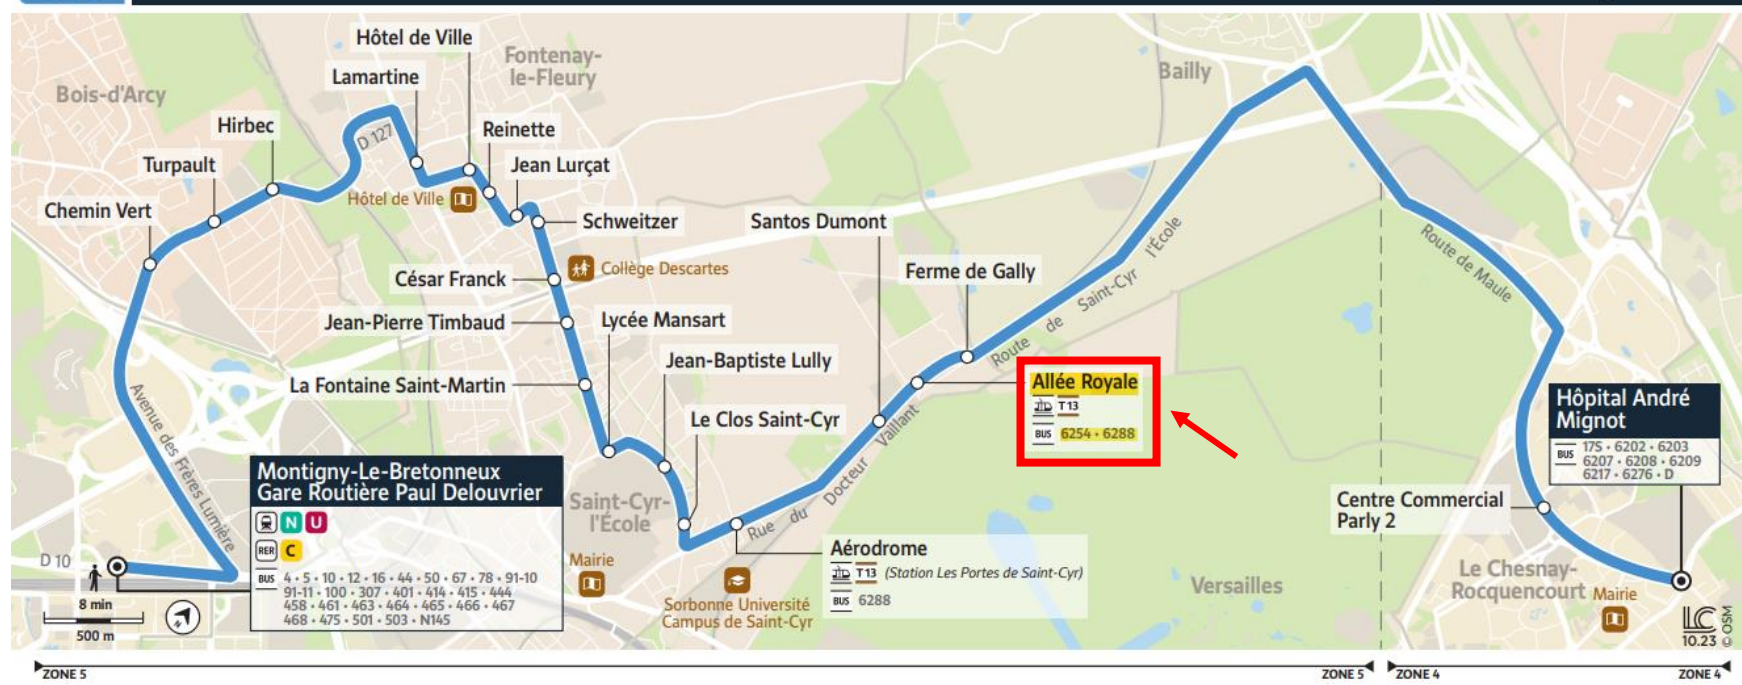 Hôtel de Ville
Lamartine
Fontenay-
le-Fleury
Bailly
Bois-d'Arcy
Hirbec
D 127
Reinette
Turpault
Jean Lurçat
Hôtel de Ville
Chemin Vert
Schweitzer
Santos Dumont
César Franck
Collège Descartes
Ferme de Gally
Route de Saint-Cyr l'École
Route de Maule
Jean-Pierre Timbaud
Lycée Mansart
Jean-Baptiste Lully
La Fontaine Saint-Martin
Allée Royale
T13
BUS 6254 • 6288
Le Clos Saint-Cyr
Avenue des Frères Lumière
Rue du Docteur Vaillant
Hôpital André
Mignot
BUS 175 • 6202 • 6203
6207 • 6208 • 6209
6217 • 6276 • D
Montigny-Le-Bretonneux
Gare Routière Paul Delouvrier
N U
RER C
BUS 4 • 5 • 10 • 12 • 16 • 44 • 50 • 67 • 78 • 91-10
91-11 • 100 • 307 • 401 • 414 • 415 • 444
458 • 461 • 463 • 464 • 465 • 466 • 467
468 • 475 • 501 • 503 • N145
Saint-Cyr-
l'École
Centre Commercial
Parly 2
D 10
Mairie
Aérodrome
T13 (Station Les Portes de Saint-Cyr)
BUS 6288
Sorbonne Université
Campus de Saint-Cyr
Versailles
Le Chesnay-
Rocquencourt
Mairie
8 min
500 m
LC
10.23
© OSM
ZONE 5
ZONE 5
ZONE 4
ZONE 4